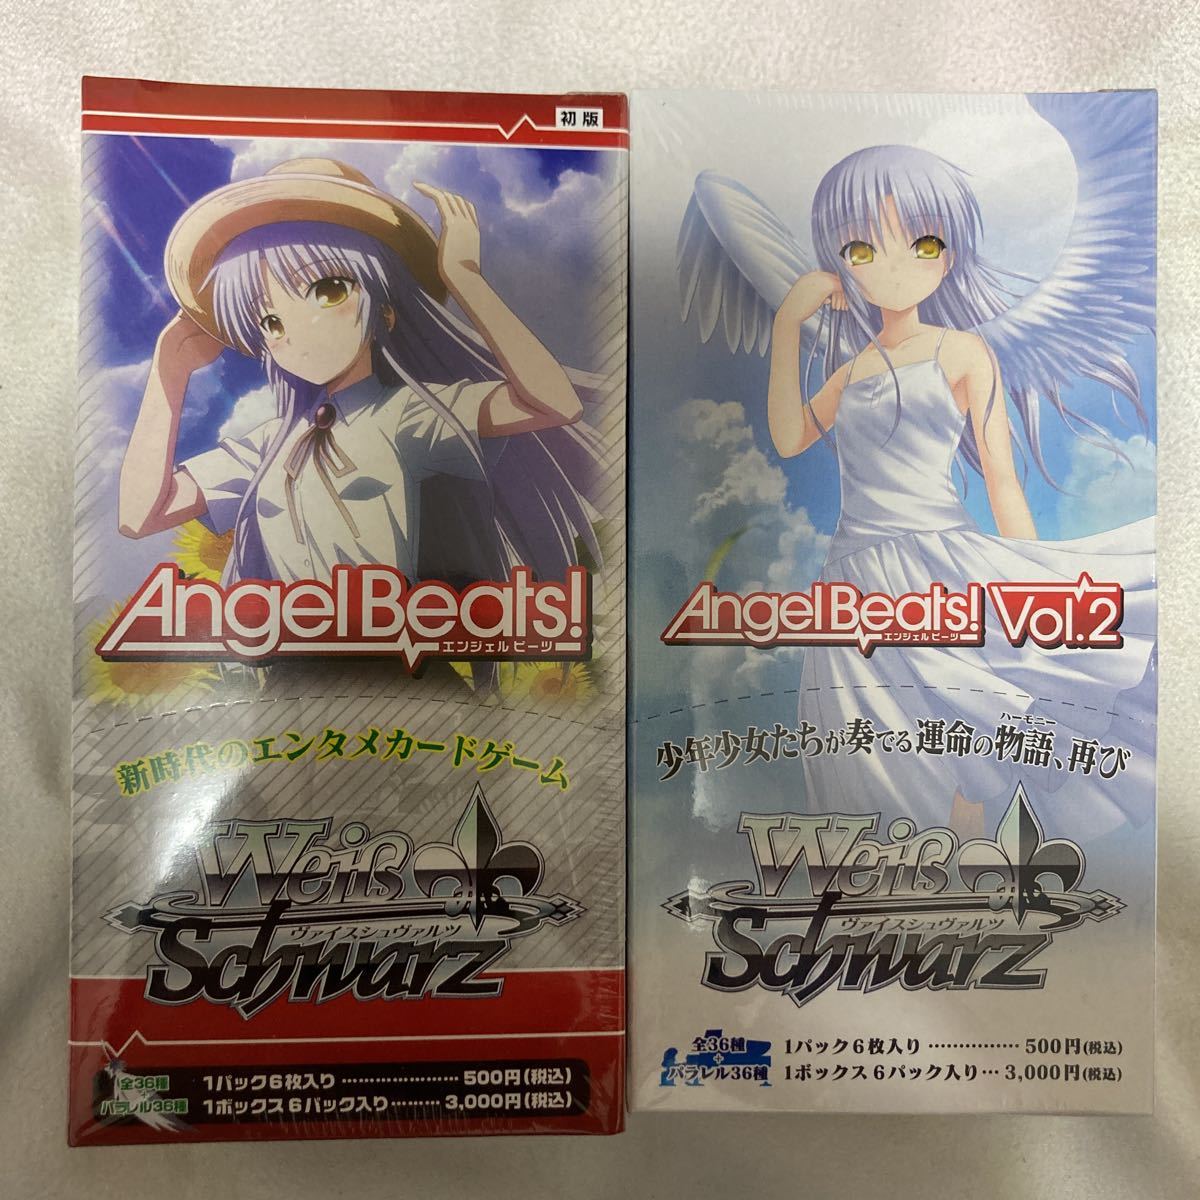 初版
Angel Beats!
エンジェルビーツ
新時代のエンタメカードゲーム
Weiß
ヴァイスシュヴァルツ
Schwarz
全36種
+
パラレル36種
1パック6枚入り…………………500円(税込)
1ボックス6パック入り………3,000円(税込)
Angel Beats! Vol.2
エンジェルビーツ
ハーモニー
少年少女たちが奏でる運命の物語、再び
Weiß
ヴァイスシュヴァルツ
Schwarz
全36種
+
パラレル36種
1パック6枚入り……………500円(税込)
1ボックス6パック入り…3,000円(税込)